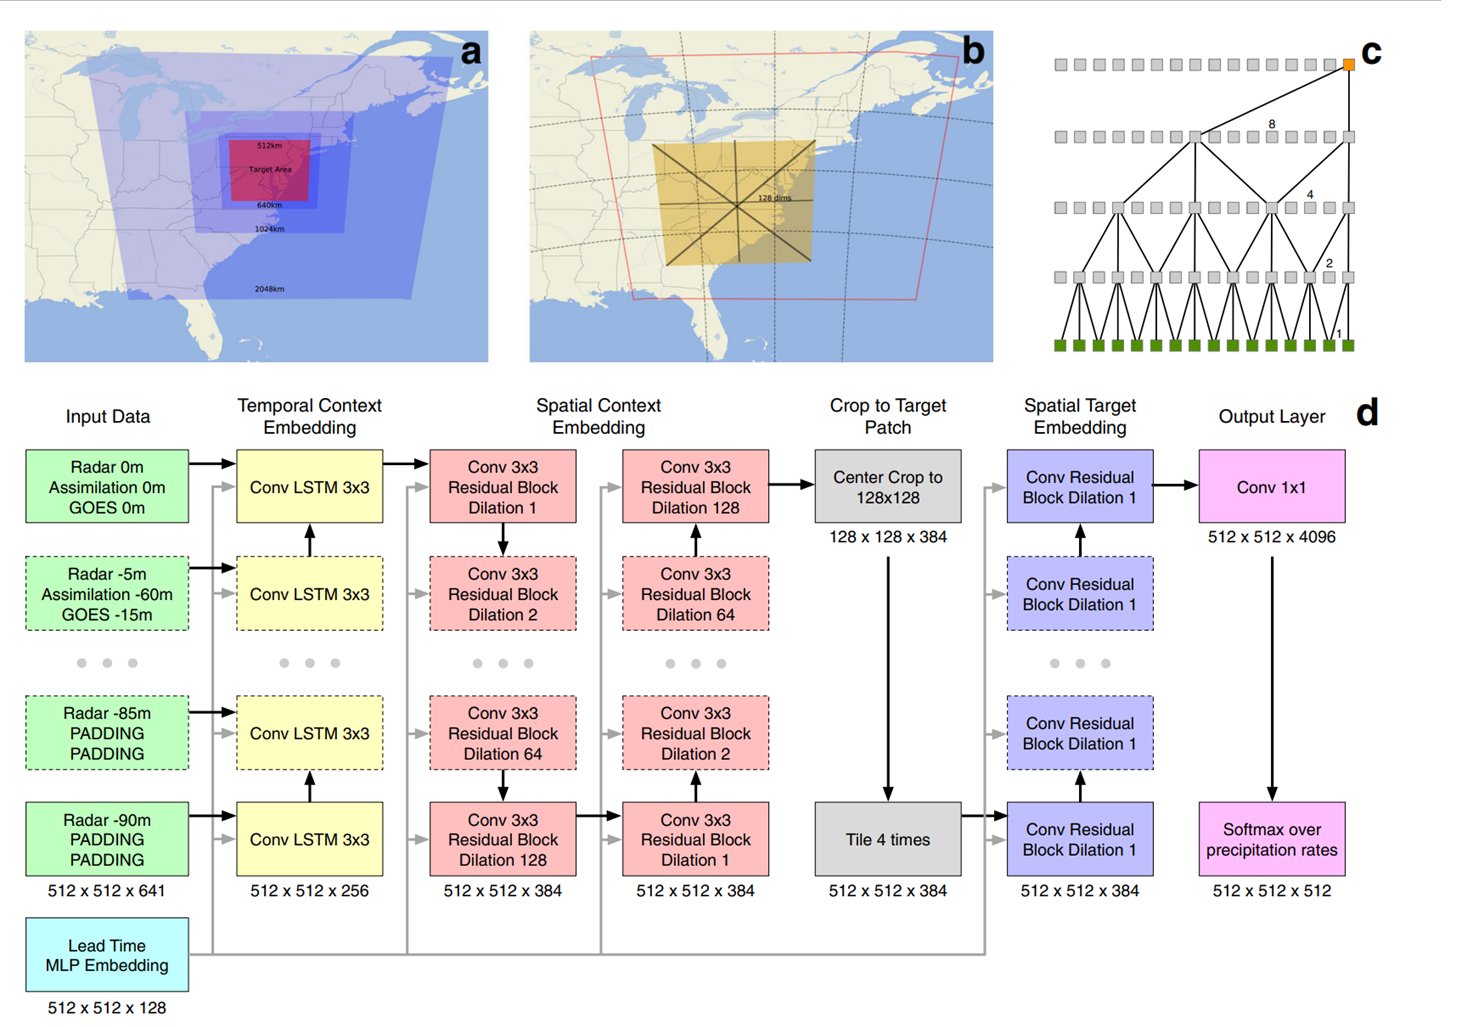 a
512km
Target Area
640km
1024km
2048km
b
128 dims
c
8
4
2
1
d
Input Data
Radar 0m
Assimilation 0m
GOES 0m
Radar -5m
Assimilation -60m
GOES -15m
Radar -85m
PADDING
PADDING
Radar -90m
PADDING
PADDING
512 x 512 x 641
Lead Time
MLP Embedding
512 x 512 x 128
Temporal Context
Embedding
Conv LSTM 3x3
Conv LSTM 3x3
Conv LSTM 3x3
Conv LSTM 3x3
512 x 512 x 256
Spatial Context
Embedding
Conv 3x3
Residual Block
Dilation 1
Conv 3x3
Residual Block
Dilation 2
Conv 3x3
Residual Block
Dilation 64
Conv 3x3
Residual Block
Dilation 128
512 x 512 x 384
Conv 3x3
Residual Block
Dilation 128
Conv 3x3
Residual Block
Dilation 64
Conv 3x3
Residual Block
Dilation 2
Conv 3x3
Residual Block
Dilation 1
512 x 512 x 384
Crop to Target
Patch
Center Crop to
128x128
128 x 128 x 384
Tile 4 times
512 x 512 x 384
Spatial Target
Embedding
Conv Residual
Block Dilation 1
Conv Residual
Block Dilation 1
Conv Residual
Block Dilation 1
Conv Residual
Block Dilation 1
512 x 512 x 384
Output Layer
Conv 1x1
512 x 512 x 4096
Softmax over
precipitation rates
512 x 512 x 512